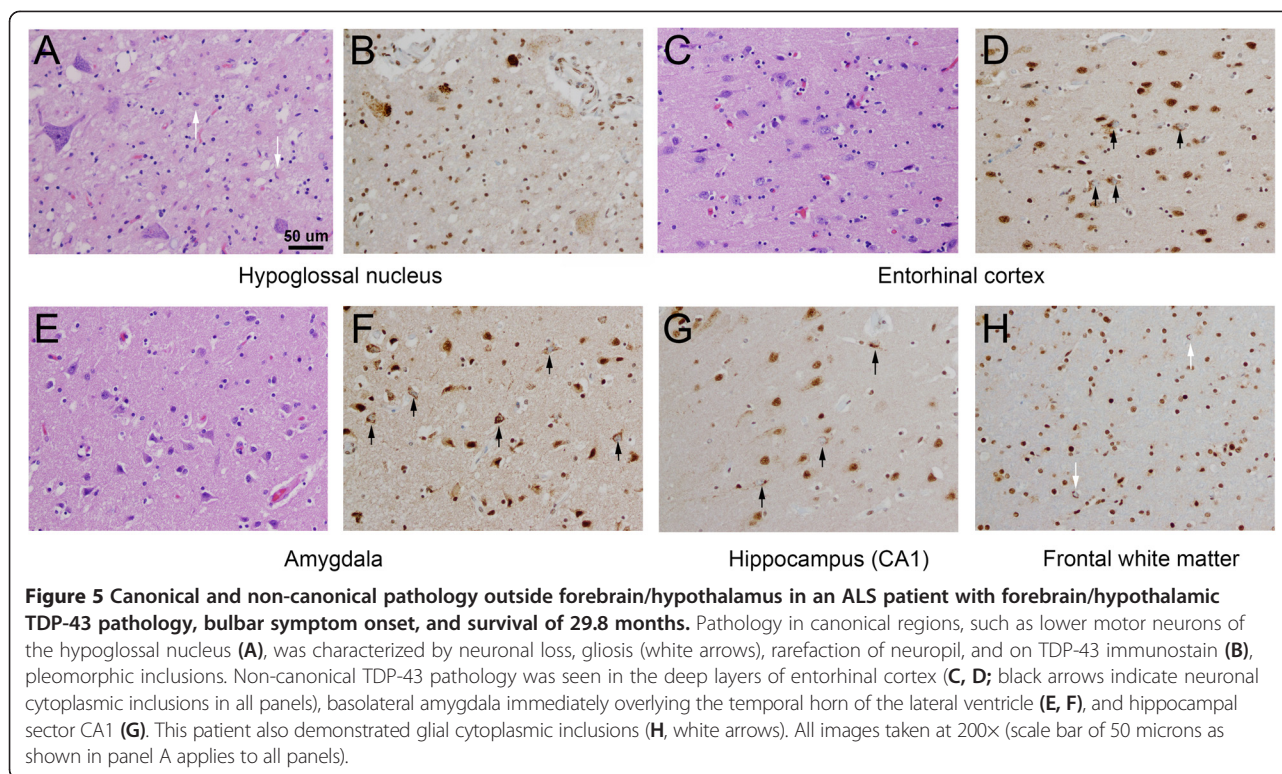 A
B
C
D
50 um
Hypoglossal nucleus
Entorhinal cortex
E
F
G
H
Amygdala
Hippocampus (CA1)
Frontal white matter
Figure 5 Canonical and non-canonical pathology outside forebrain/hypothalamus in an ALS patient with forebrain/hypothalamic
TDP-43 pathology, bulbar symptom onset, and survival of 29.8 months. Pathology in canonical regions, such as lower motor neurons of
the hypoglossal nucleus (A), was characterized by neuronal loss, gliosis (white arrows), rarefaction of neuropil, and on TDP-43 immunostain (B),
pleomorphic inclusions. Non-canonical TDP-43 pathology was seen in the deep layers of entorhinal cortex (C, D; black arrows indicate neuronal
cytoplasmic inclusions in all panels), basolateral amygdala immediately overlying the temporal horn of the lateral ventricle (E, F), and hippocampal
sector CA1 (G). This patient also demonstrated glial cytoplasmic inclusions (H, white arrows). All images taken at 200× (scale bar of 50 microns as
shown in panel A applies to all panels).